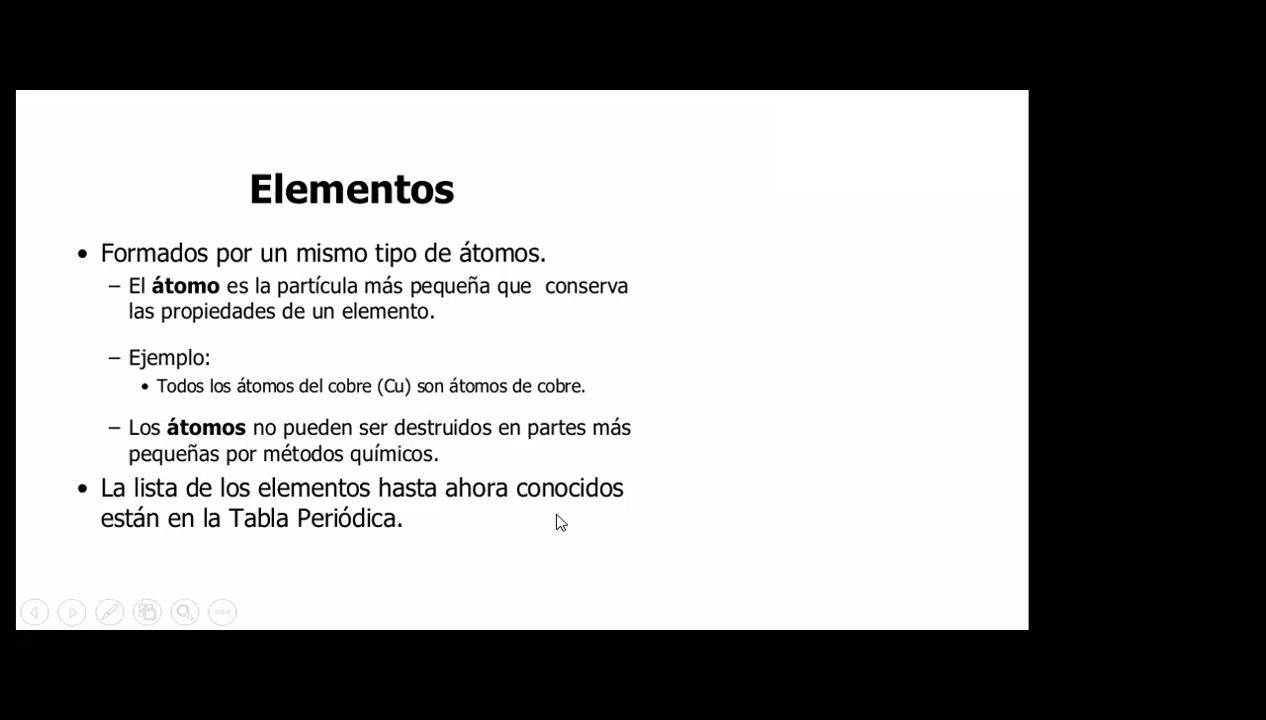 Elementos
• Formados por un mismo tipo de átomos.
– El átomo es la partícula más pequeña que conserva
las propiedades de un elemento.
– Ejemplo:
• Todos los átomos del cobre (Cu) son átomos de cobre.
– Los átomos no pueden ser destruidos en partes más
pequeñas por métodos químicos.
• La lista de los elementos hasta ahora conocidos
están en la Tabla Periódica.